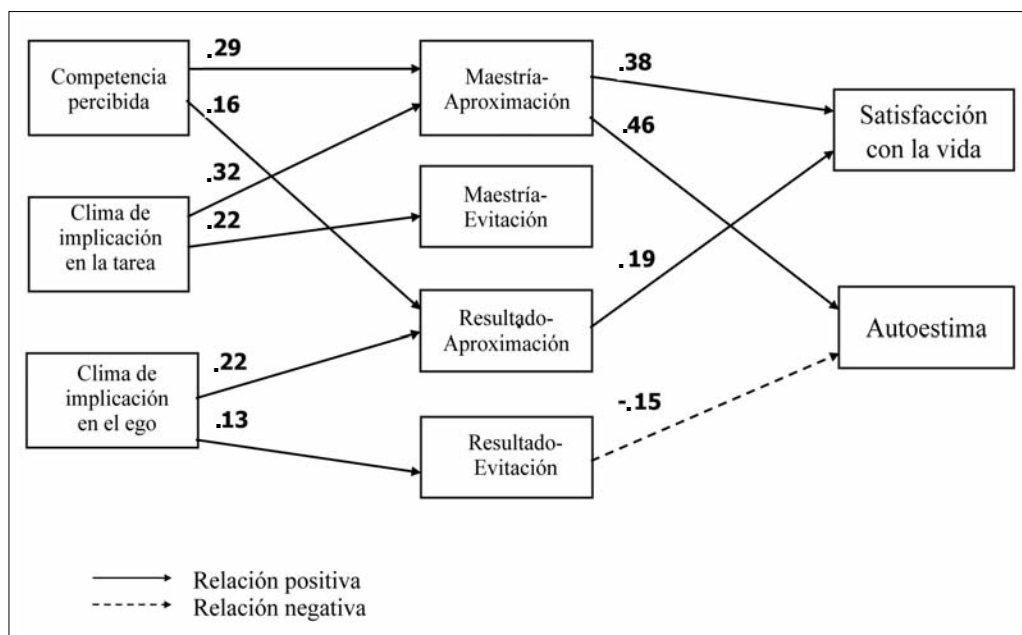 .29
.38
Competencia
percibida
Maestría-
Aproximación
.16
.46
Satisfacción
con la vida
.32
Clima de
implicación
en la tarea
.22
Maestría-
Evitación
.19
Resultado-
Aproximación
Autoestima
Clima de
implicación
en el ego
.22
.13
-.15
Resultado-
Evitación
Relación positiva
Relación negativa